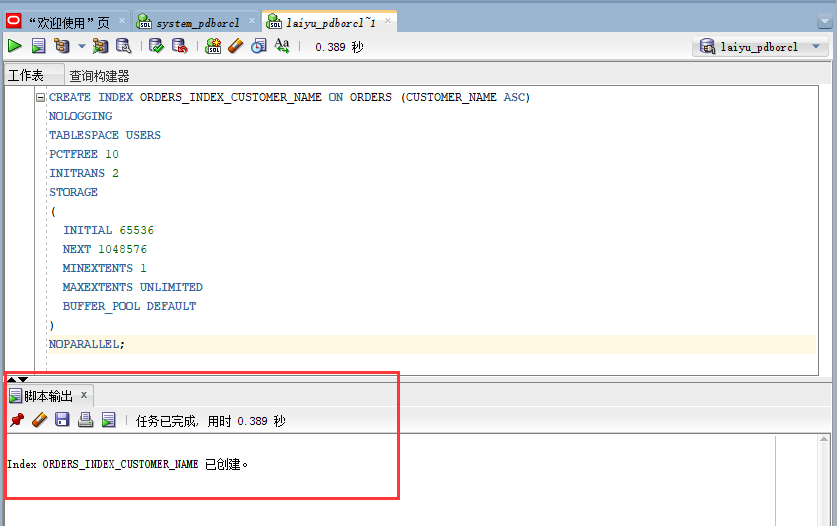 “欢迎使用”页 system_pdborcl laiyu_pdborcl~1
0.389 秒 laiyu_pdborcl
工作表 查询构建器
CREATE INDEX ORDERS_INDEX_CUSTOMER_NAME ON ORDERS (CUSTOMER_NAME ASC)
NOLOGGING
TABLESPACE USERS
PCTFREE 10
INITRANS 2
STORAGE
(
INITIAL 65536
NEXT 1048576
MINEXTENTS 1
MAXEXTENTS UNLIMITED
BUFFER_POOL DEFAULT
)
NOPARALLEL;
脚本输出 x
任务已完成, 用时 0.389 秒
Index ORDERS_INDEX_CUSTOMER_NAME 已创建。